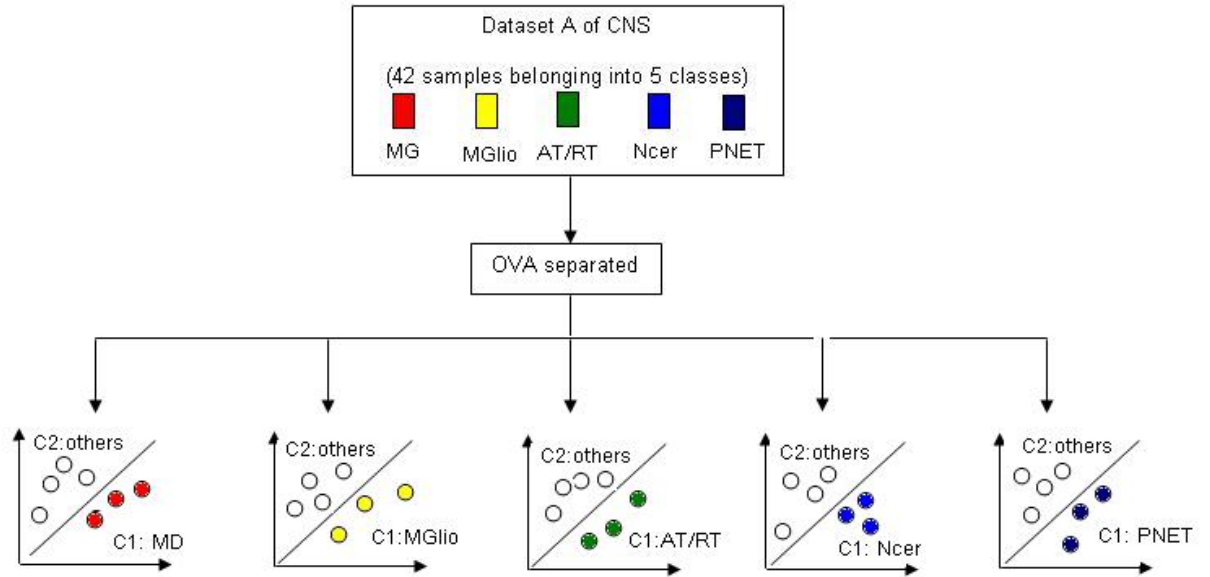 Dataset A of CNS
(42 samples belonging into 5 classes)
MG MGlio AT/RT Ncer PNET
OVA separated
C2:others
C1: MD
C2:others
C1:MGlio
C2:others
C1:AT/RT
C2:others
C1: Ncer
C2:others
C1: PNET